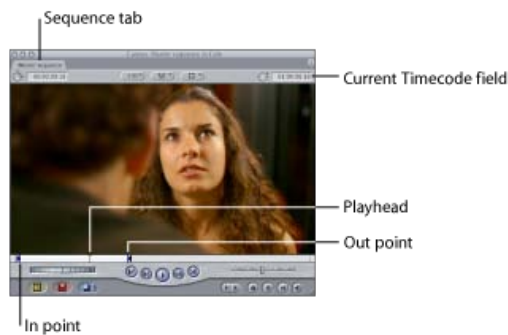 Sequence tab
Current Timecode field
Playhead
Out point
In point